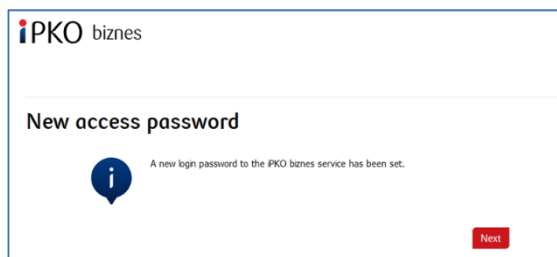 iPKO biznes
New access password
A new login password to the iPKO biznes service has been set.
Next